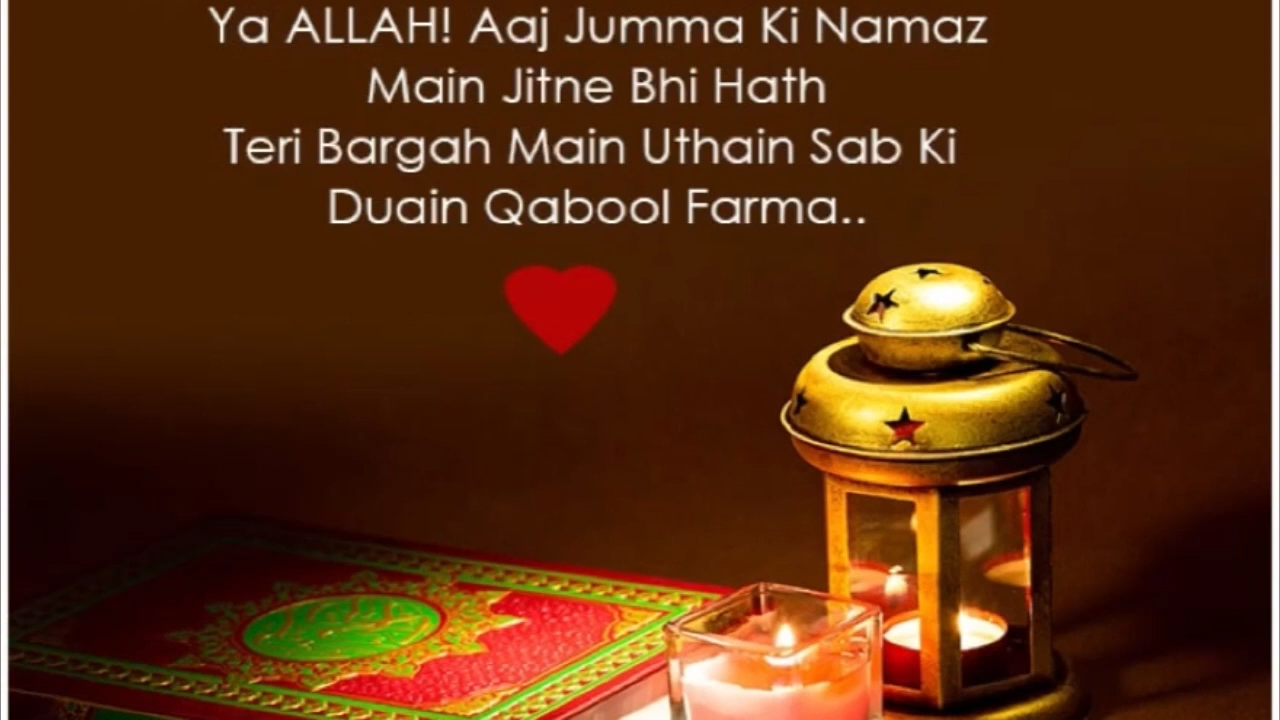 Ya ALLAH! Aaj Jumma Ki Namaz
Main Jitne Bhi Hath
Teri Bargah Main Uthain Sab Ki
Duain Qabool Farma..